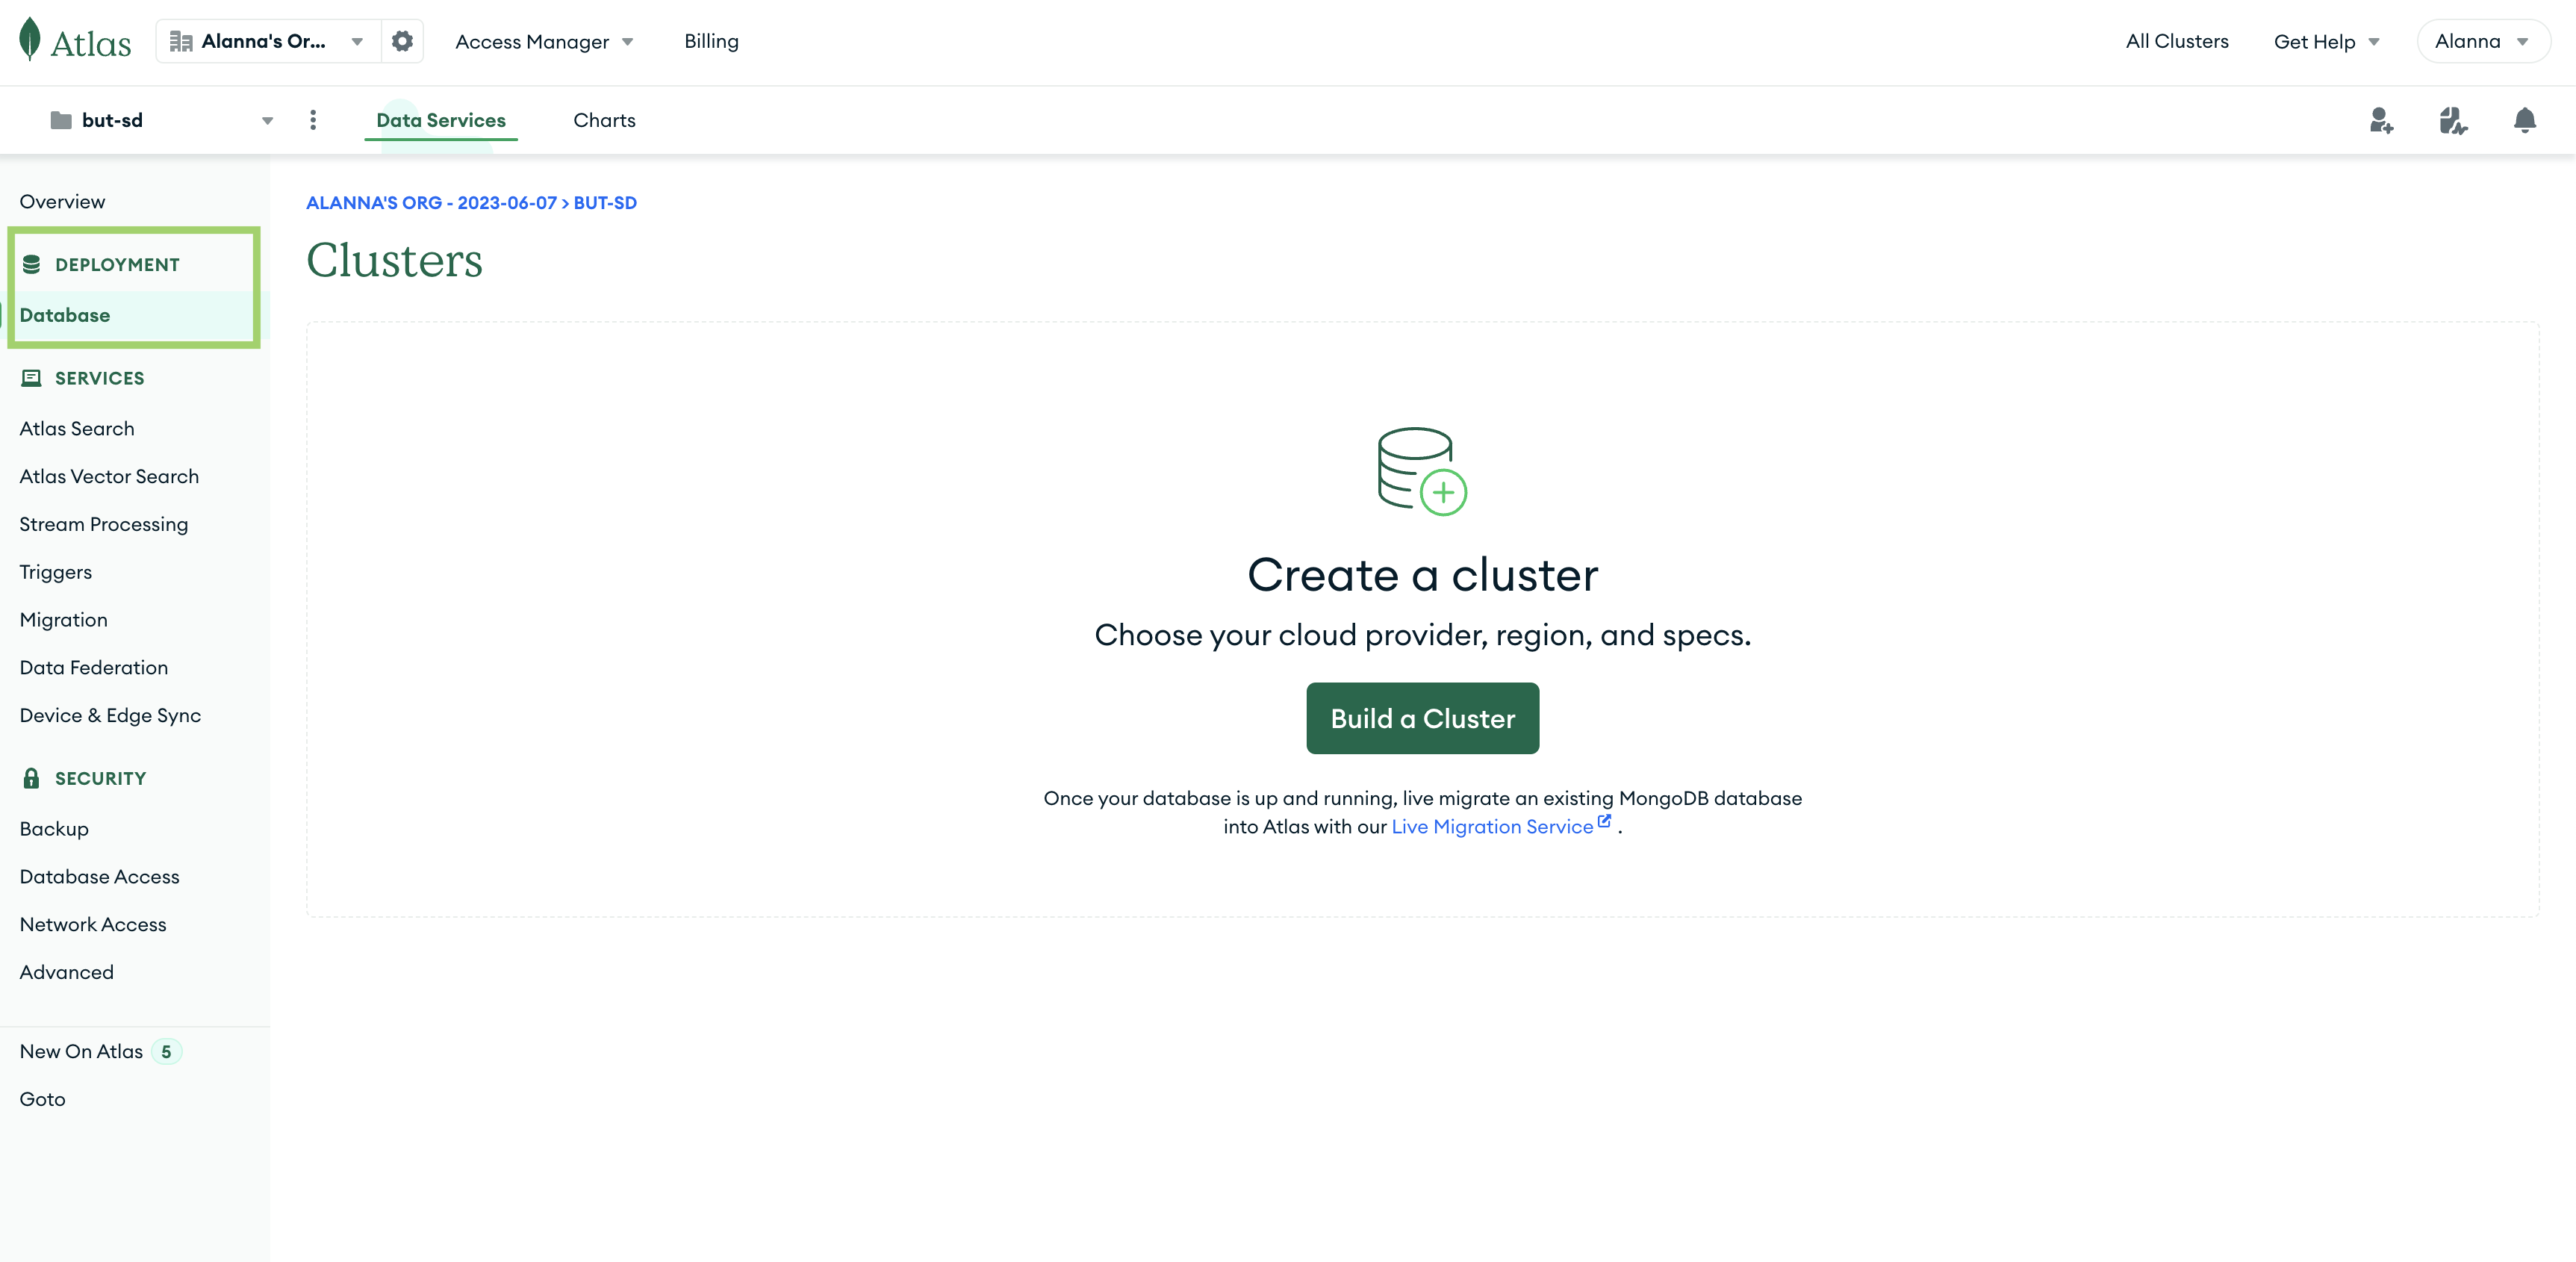 Atlas
Alanna's Or...
Access Manager
Billing
All Clusters
Get Help
Alanna
but-sd
Data Services
Charts
Overview
DEPLOYMENT
Database
SERVICES
Atlas Search
Atlas Vector Search
Stream Processing
Triggers
Migration
Data Federation
Device & Edge Sync
SECURITY
Backup
Database Access
Network Access
Advanced
New On Atlas 5
Goto
ALANNA'S ORG - 2023-06-07 > BUT-SD
Clusters
Create a cluster
Choose your cloud provider, region, and specs.
Build a Cluster
Once your database is up and running, live migrate an existing MongoDB database
into Atlas with our Live Migration Service .